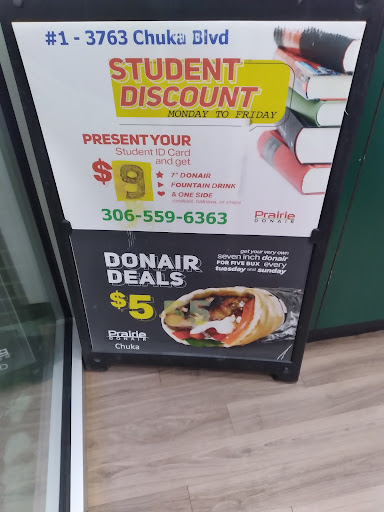 #1 - 3763 Chuka Blvd
STUDENT
DISCOUNT
MONDAY TO FRIDAY
PRESENT YOUR
Student ID Card
and get
$9
7" DONAIR
FOUNTAIN DRINK
& ONE SIDE
306-559-6363
Prairie
DONAIR
DONAIR
DEALS
$5
get your very own
seven inch donair
FOR FIVE BUX every
tuesday and sunday
Prairie
DONAIR
Chuka